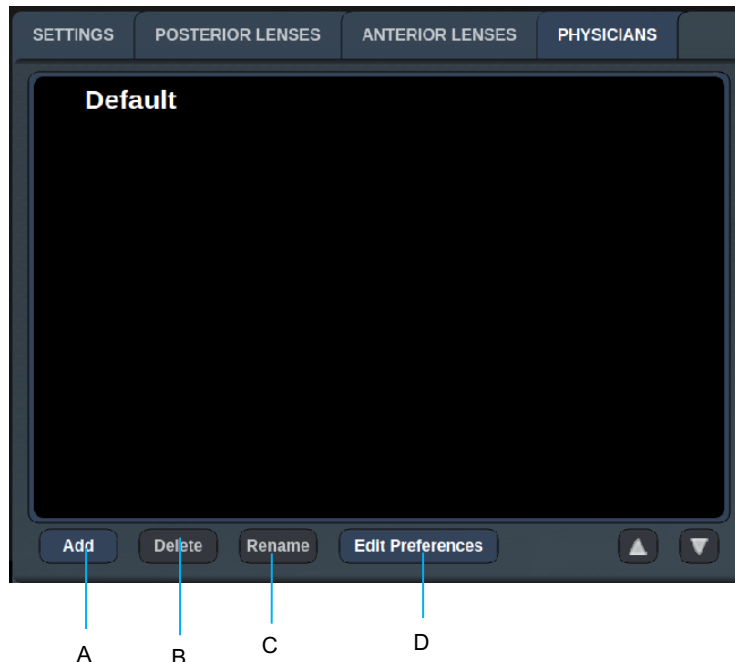 SETTINGS POSTERIOR LENSES ANTERIOR LENSES PHYSICIANS
Default
Add Delete Rename Edit Preferences
A B C D